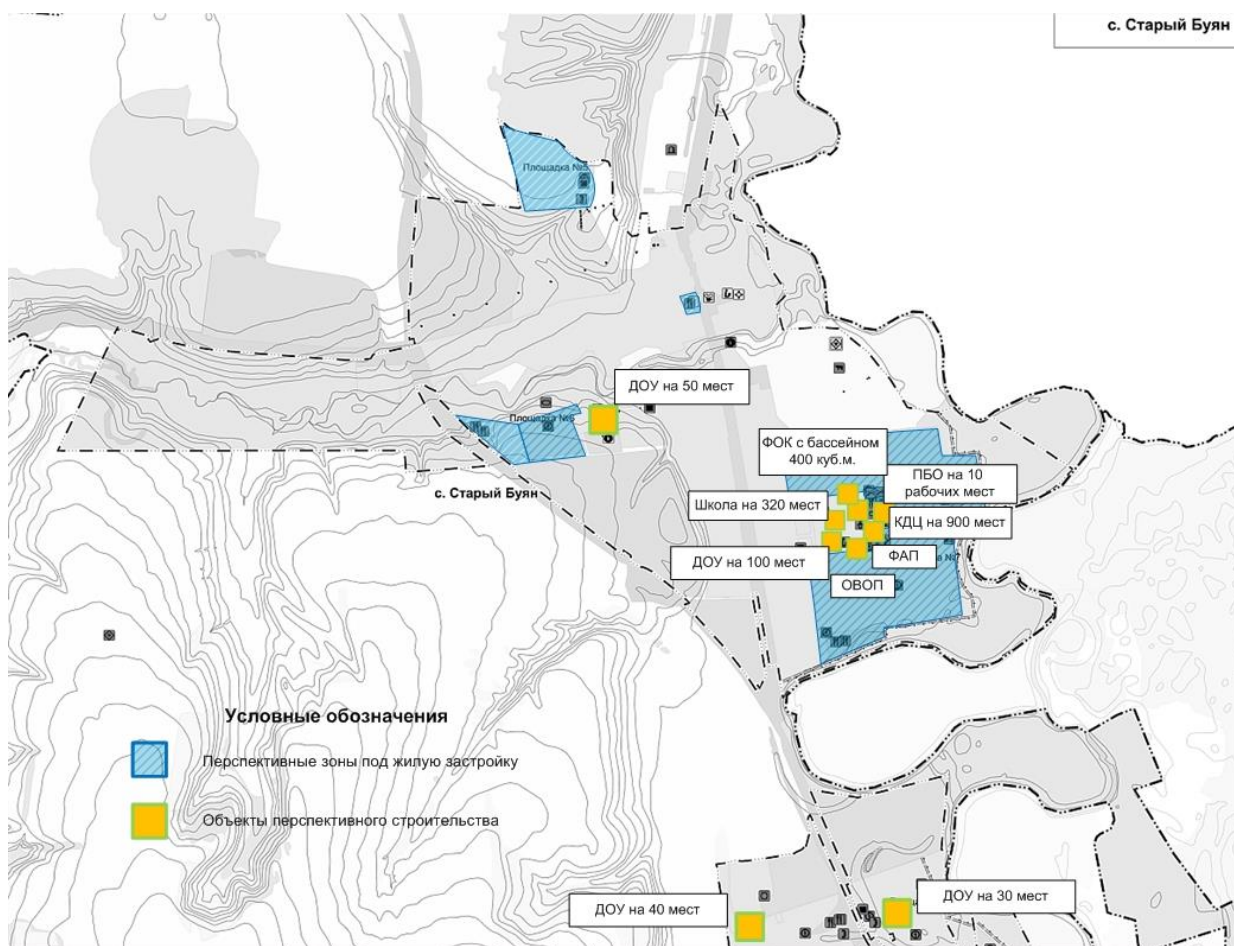 с. Старый Буян
Площадка №5
ДОУ на 50 мест
Площадка №6
ФОК с бассейном
400 куб.м.
ПБО на 10
рабочих мест
с. Старый Буян
Школа на 320 мест
КДЦ на 900 мест
ДОУ на 100 мест
ФАП
ОВОП
Условные обозначения
Перспективные зоны под жилую застройку
Объекты перспективного строительства
ДОУ на 40 мест
ДОУ на 30 мест